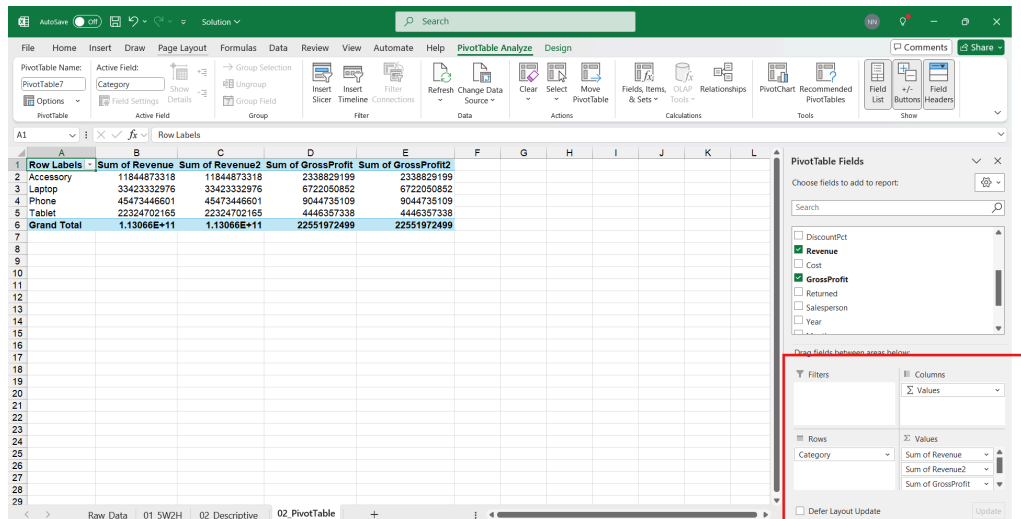 AutoSave Off Solution Search NN
File Home Insert Draw Page Layout Formulas Data Review View Automate Help PivotTable Analyze Design Comments Share
PivotTable Name: Active Field: Group Selection
PivotTable7 Category Ungroup
Options Field Settings Show Details Group Field Insert Slicer Insert Timeline Filter Connections Refresh Change Data Source Clear Select Move PivotTable Fields, Items, & Sets OLAP Tools Relationships PivotChart Recommended PivotTables Field List +/- Buttons Field Headers
PivotTable Active Field Group Filter Data Actions Calculations Tools Show
A1 fx Row Labels
A B C D E F G H I J K L
1 Row Labels Sum of Revenue Sum of Revenue2 Sum of GrossProfit Sum of GrossProfit2
2 Accessory 11844873318 11844873318 2338829199 2338829199
3 Laptop 33423332976 33423332976 6722050852 6722050852
4 Phone 45473446601 45473446601 9044735109 9044735109
5 Tablet 22324702165 22324702165 4446357338 4446357338
6 Grand Total 1.13066E+11 1.13066E+11 22551972499 22551972499
7
8
9
10
11
12
13
14
15
16
17
18
19
20
21
22
23
24
25
26
27
28
29
PivotTable Fields
Choose fields to add to report:
Search
DiscountPct
Revenue
Cost
GrossProfit
Returned
Salesperson
Year
Drag fields between areas below:
Filters Columns
Σ Values
Rows Σ Values
Category Sum of Revenue
Sum of Revenue2
Sum of GrossProfit
Defer Layout Update Update
Raw_Data 01_5W2H 02_Descriptive 02_PivotTable +